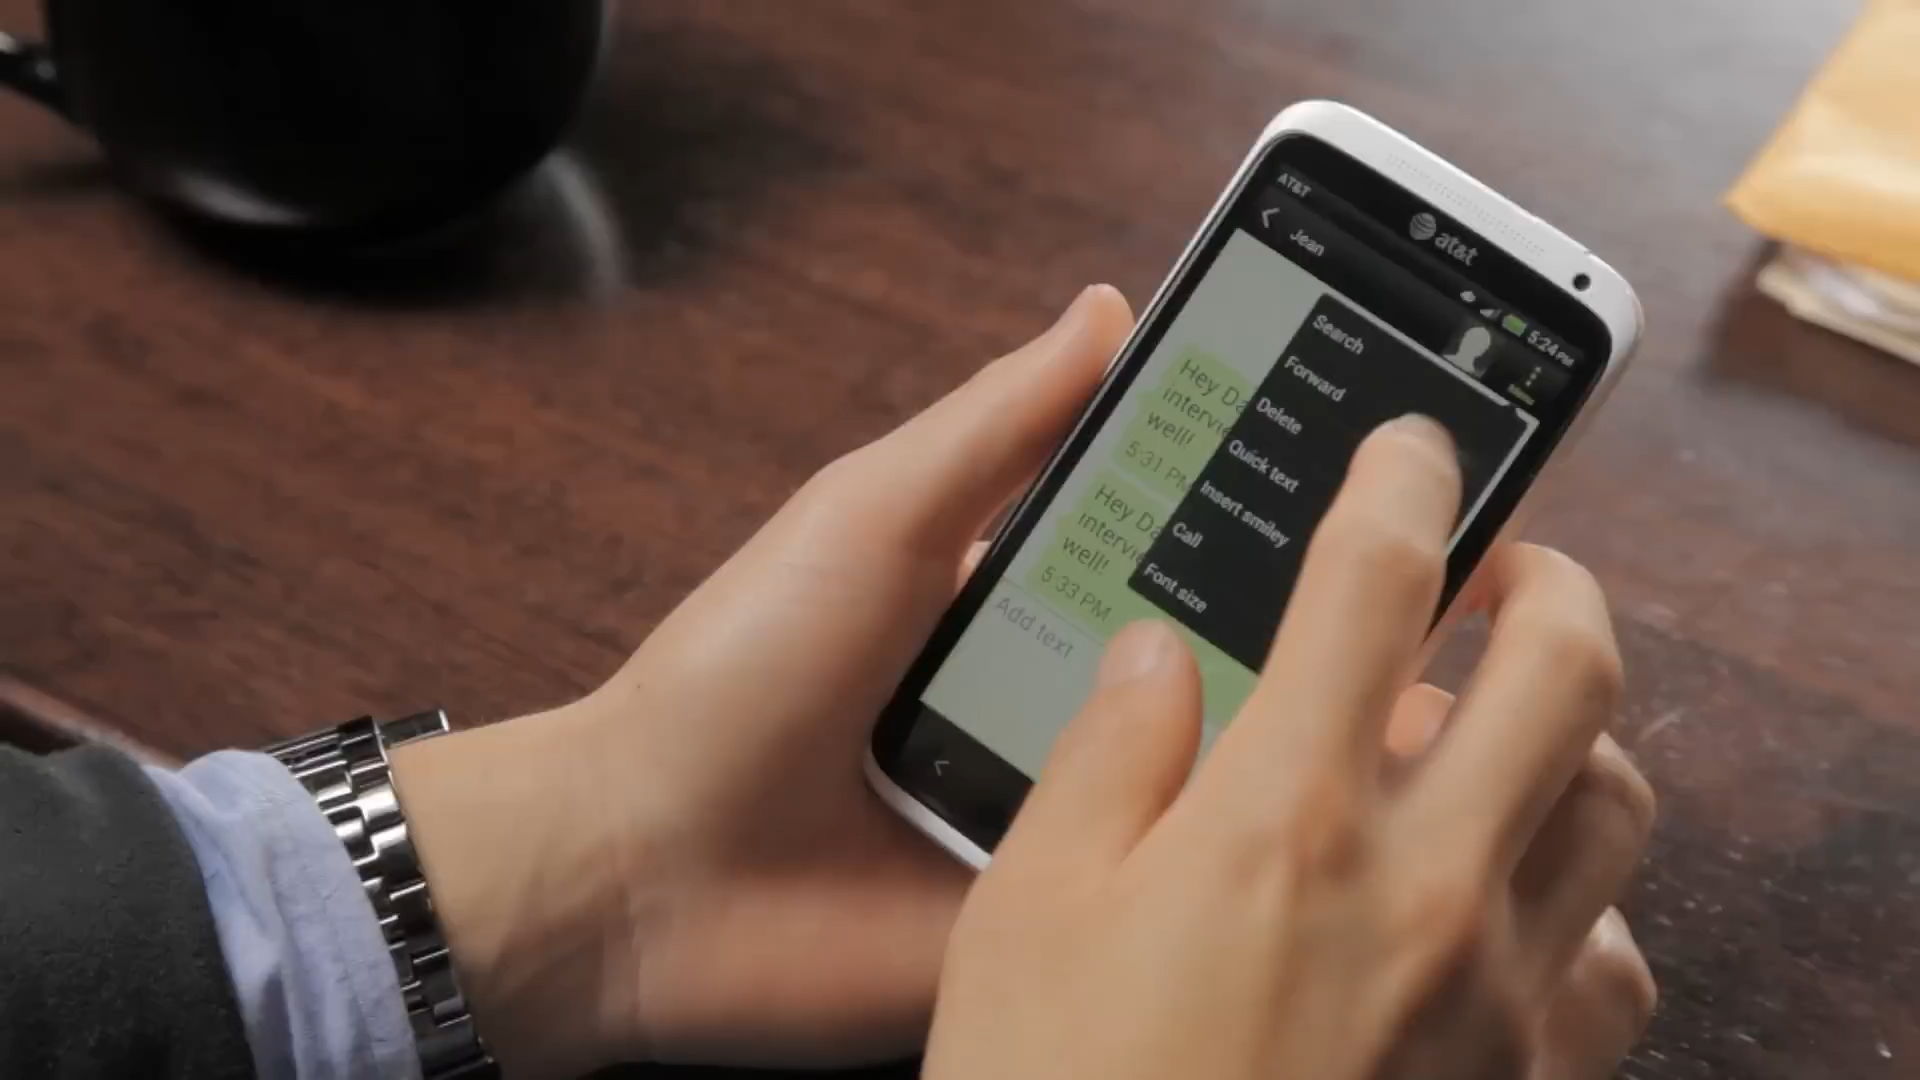 AT&T
at&t
5:24 PM
Jean
Search
Forward
Delete
Quick text
Insert smiley
Call
Font size
Hey Da
intervie
well!
5:31 PM
Hey Da
intervie
well!
5:33 PM
Add text